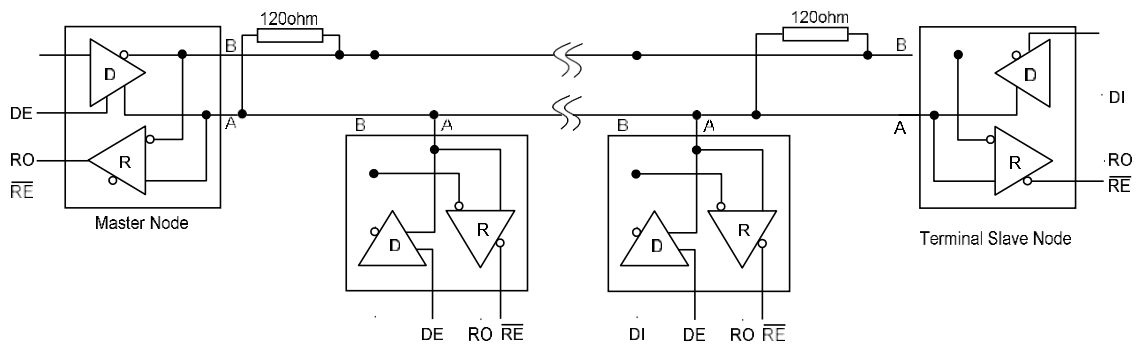 120ohm
120ohm
B
B
D
D
DE
DI
A
B
A
B
A
A
RO
R
R
RO
RE
RE
Master Node
Terminal Slave Node
D
R
D
R
DE
RO
RE
DI
DE
RO
RE